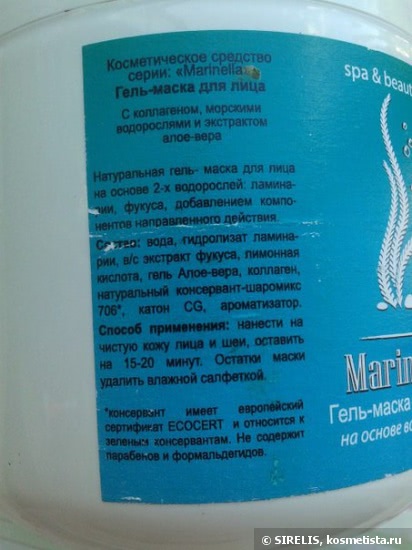 Косметическое средство
серии: «Marinella»
Гель-маска для лица
С коллагеном, морскими
водорослями и экстрактом
алое-вера
Натуральная гель- маска для лица
на основе 2-х водорослей: ламина-
рии, фукуса, добавлением компо-
нентов направленного действия.
Состав: вода, гидролизат ламина-
рии, в/с экстракт фукуса, лимонная
кислота, гель Алое-вера, коллаген,
натуральный консервант-шаромикс
706*, катон CG, ароматизатор.
Способ применения: нанести на
чистую кожу лица и шеи, оставить
на 15-20 минут. Остатки маски
удалить влажной салфеткой.
*консервант имеет европейский
сертификат ECOCERT и относится к
зеленым консервантам. Не содержит
парабенов и формальдегидов.
spa & beaut
Marin
Гель-маска
на основе во
© SIRELIS, kosmetista.ru